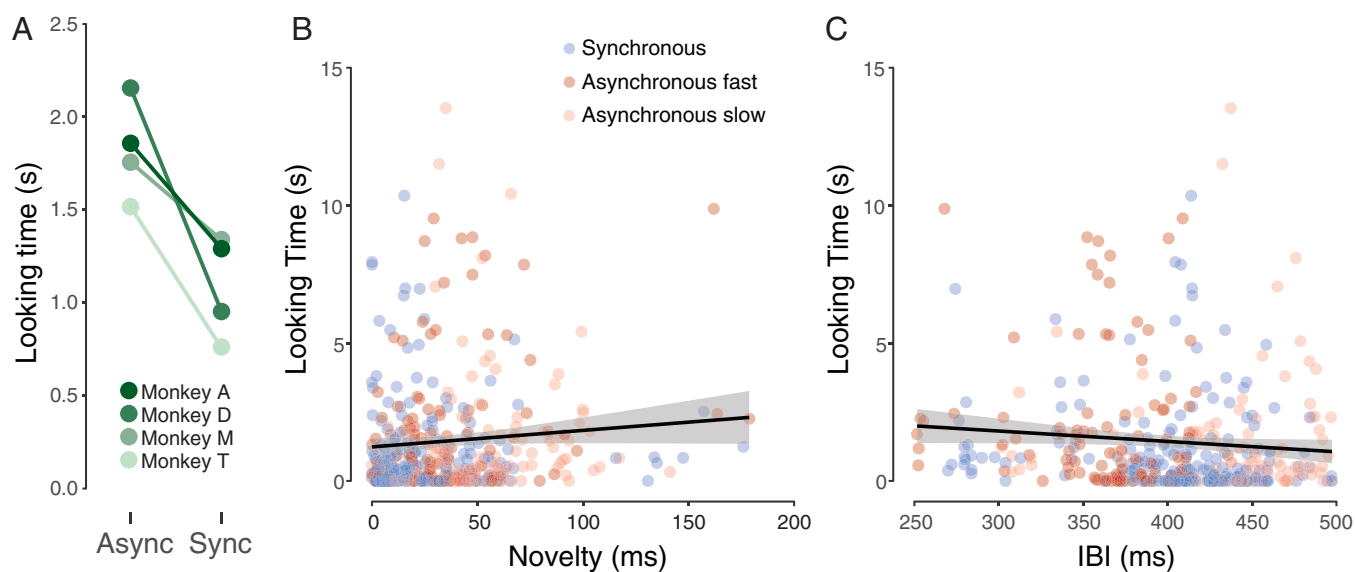 A
Looking time (s)
2.5
2.0
1.5
1.0
0.5
0.0
Monkey A
Monkey D
Monkey M
Monkey T
Async Sync
B
Looking Time (s)
15
10
5
0
Synchronous
Asynchronous fast
Asynchronous slow
0 50 100 150 200
Novelty (ms)
C
Looking Time (s)
15
10
5
0
250 300 350 400 450 500
IBI (ms)